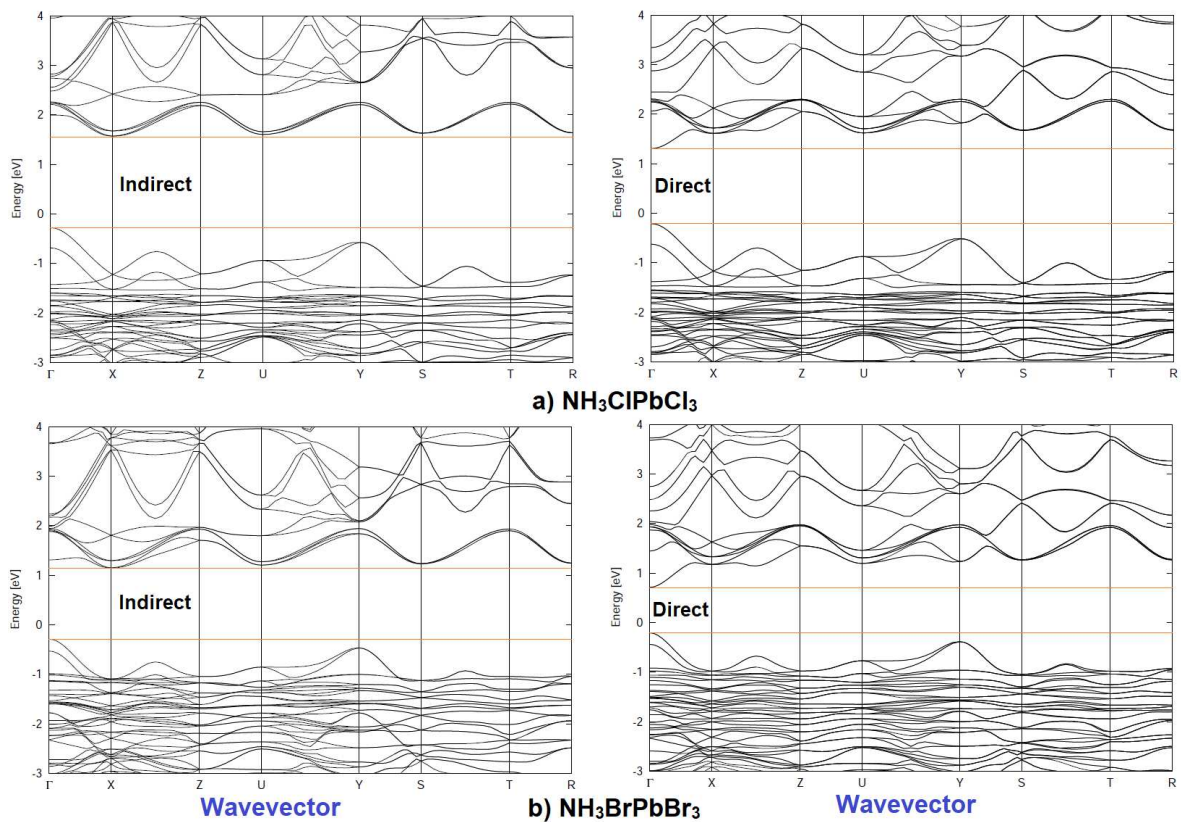 4
3
2
1
0
-1
-2
-3
Energy [eV]
Indirect
Γ X Z U Y S T R
4
3
2
1
0
-1
-2
-3
Energy [eV]
Direct
Γ X Z U Y S T R
a) NH₃ClPbCl₃
4
3
2
1
0
-1
-2
-3
Energy [eV]
Indirect
Γ X Z U Y S T R
4
3
2
1
0
-1
-2
-3
Energy [eV]
Direct
Γ X Z U Y S T R
Wavevector
b) NH₃BrPbBr₃
Wavevector